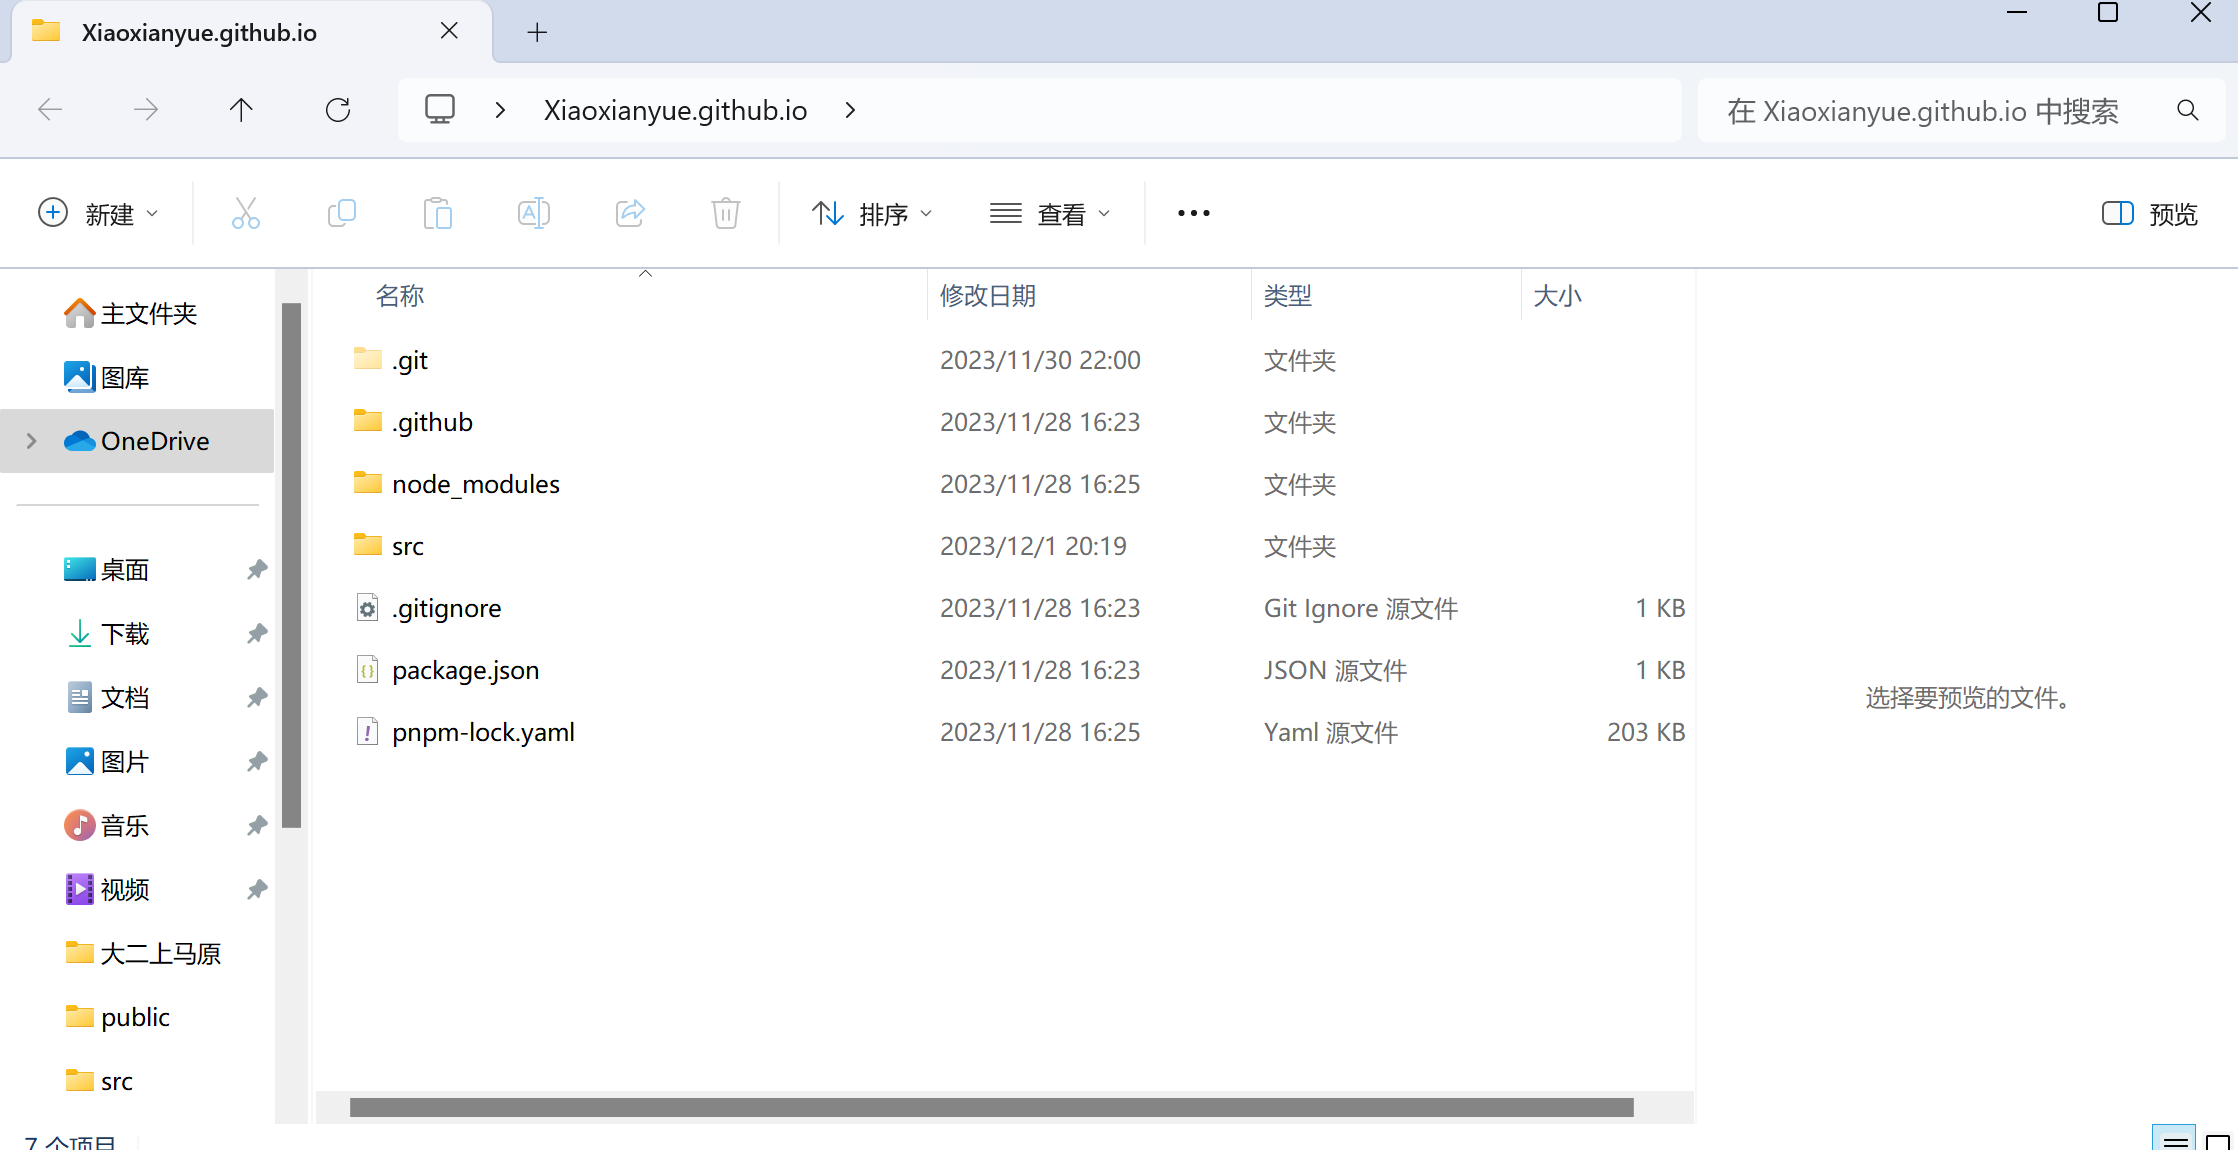 Xiaoxianyue.github.io
Xiaoxianyue.github.io
在 Xiaoxianyue.github.io 中搜索
新建
排序
查看
预览
主文件夹
图库
OneDrive
桌面
下载
文档
图片
音乐
视频
大二上马原
public
src
名称 修改日期 类型 大小
.git 2023/11/30 22:00 文件夹
.github 2023/11/28 16:23 文件夹
node_modules 2023/11/28 16:25 文件夹
src 2023/12/1 20:19 文件夹
.gitignore 2023/11/28 16:23 Git Ignore 源文件 1 KB
package.json 2023/11/28 16:23 JSON 源文件 1 KB
pnpm-lock.yaml 2023/11/28 16:25 Yaml 源文件 203 KB
选择要预览的文件。
7 个项目